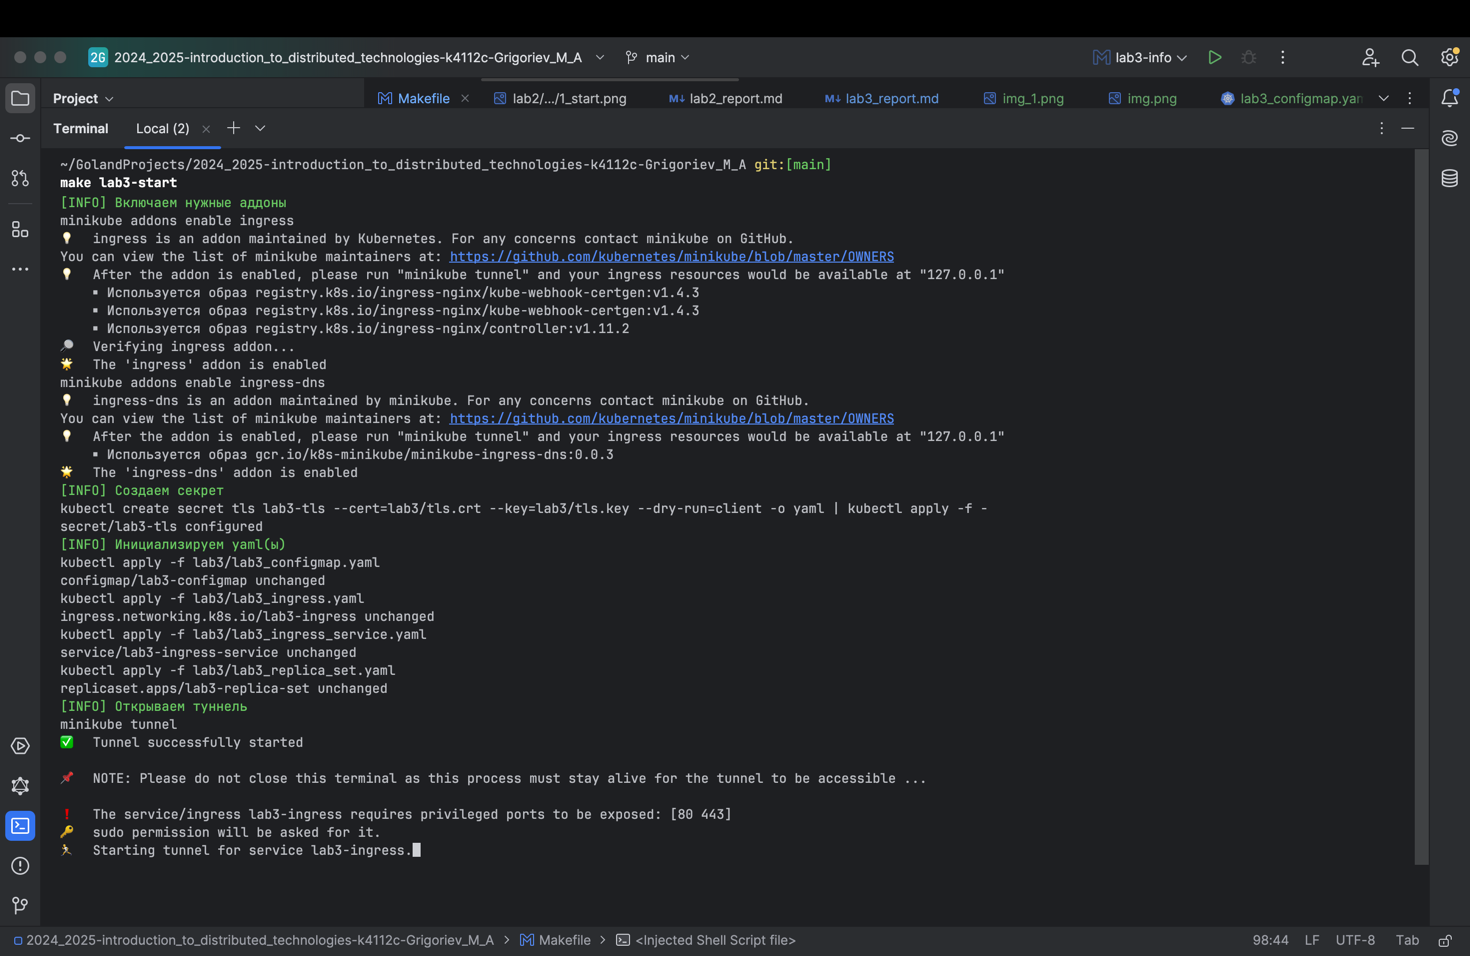 2G 2024_2025-introduction_to_distributed_technologies-k4112c-Grigoriev_M_A main lab3-info
Project Makefile lab2/.../1_start.png M↓ lab2_report.md M↓ lab3_report.md img_1.png img.png lab3_configmap.yam
Terminal Local (2)
~/GolandProjects/2024_2025-introduction_to_distributed_technologies-k4112c-Grigoriev_M_A git:[main]
make lab3-start
[INFO] Включаем нужные аддоны
minikube addons enable ingress
ingress is an addon maintained by Kubernetes. For any concerns contact minikube on GitHub.
You can view the list of minikube maintainers at: https://github.com/kubernetes/minikube/blob/master/OWNERS
After the addon is enabled, please run "minikube tunnel" and your ingress resources would be available at "127.0.0.1"
▪ Используется образ registry.k8s.io/ingress-nginx/kube-webhook-certgen:v1.4.3
▪ Используется образ registry.k8s.io/ingress-nginx/kube-webhook-certgen:v1.4.3
▪ Используется образ registry.k8s.io/ingress-nginx/controller:v1.11.2
Verifying ingress addon...
The 'ingress' addon is enabled
minikube addons enable ingress-dns
ingress-dns is an addon maintained by minikube. For any concerns contact minikube on GitHub.
You can view the list of minikube maintainers at: https://github.com/kubernetes/minikube/blob/master/OWNERS
After the addon is enabled, please run "minikube tunnel" and your ingress resources would be available at "127.0.0.1"
▪ Используется образ gcr.io/k8s-minikube/minikube-ingress-dns:0.0.3
The 'ingress-dns' addon is enabled
[INFO] Создаем секрет
kubectl create secret tls lab3-tls --cert=lab3/tls.crt --key=lab3/tls.key --dry-run=client -o yaml | kubectl apply -f -
secret/lab3-tls configured
[INFO] Инициализируем yaml(ы)
kubectl apply -f lab3/lab3_configmap.yaml
configmap/lab3-configmap unchanged
kubectl apply -f lab3/lab3_ingress.yaml
ingress.networking.k8s.io/lab3-ingress unchanged
kubectl apply -f lab3/lab3_ingress_service.yaml
service/lab3-ingress-service unchanged
kubectl apply -f lab3/lab3_replica_set.yaml
replicaset.apps/lab3-replica-set unchanged
[INFO] Открываем туннель
minikube tunnel
Tunnel successfully started
NOTE: Please do not close this terminal as this process must stay alive for the tunnel to be accessible ...
The service/ingress lab3-ingress requires privileged ports to be exposed: [80 443]
sudo permission will be asked for it.
Starting tunnel for service lab3-ingress.
2024_2025-introduction_to_distributed_technologies-k4112c-Grigoriev_M_A > Makefile > <Injected Shell Script file> 98:44 LF UTF-8 Tab